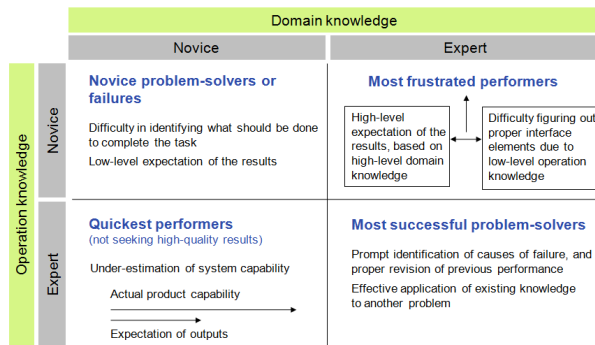 Domain knowledge
Novice
Expert
Operation knowledge
Novice
Novice problem-solvers or
failures
Difficulty in identifying what should be done
to complete the task
Low-level expectation of the results
Most frustrated performers
High-level
expectation of the
results, based on
high-level domain
knowledge
Difficulty figuring out
proper interface
elements due to
low-level operation
knowledge
Expert
Quickest performers
(not seeking high-quality results)
Under-estimation of system capability
Actual product capability
Expectation of outputs
Most successful problem-solvers
Prompt identification of causes of failure, and
proper revision of previous performance
Effective application of existing knowledge
to another problem